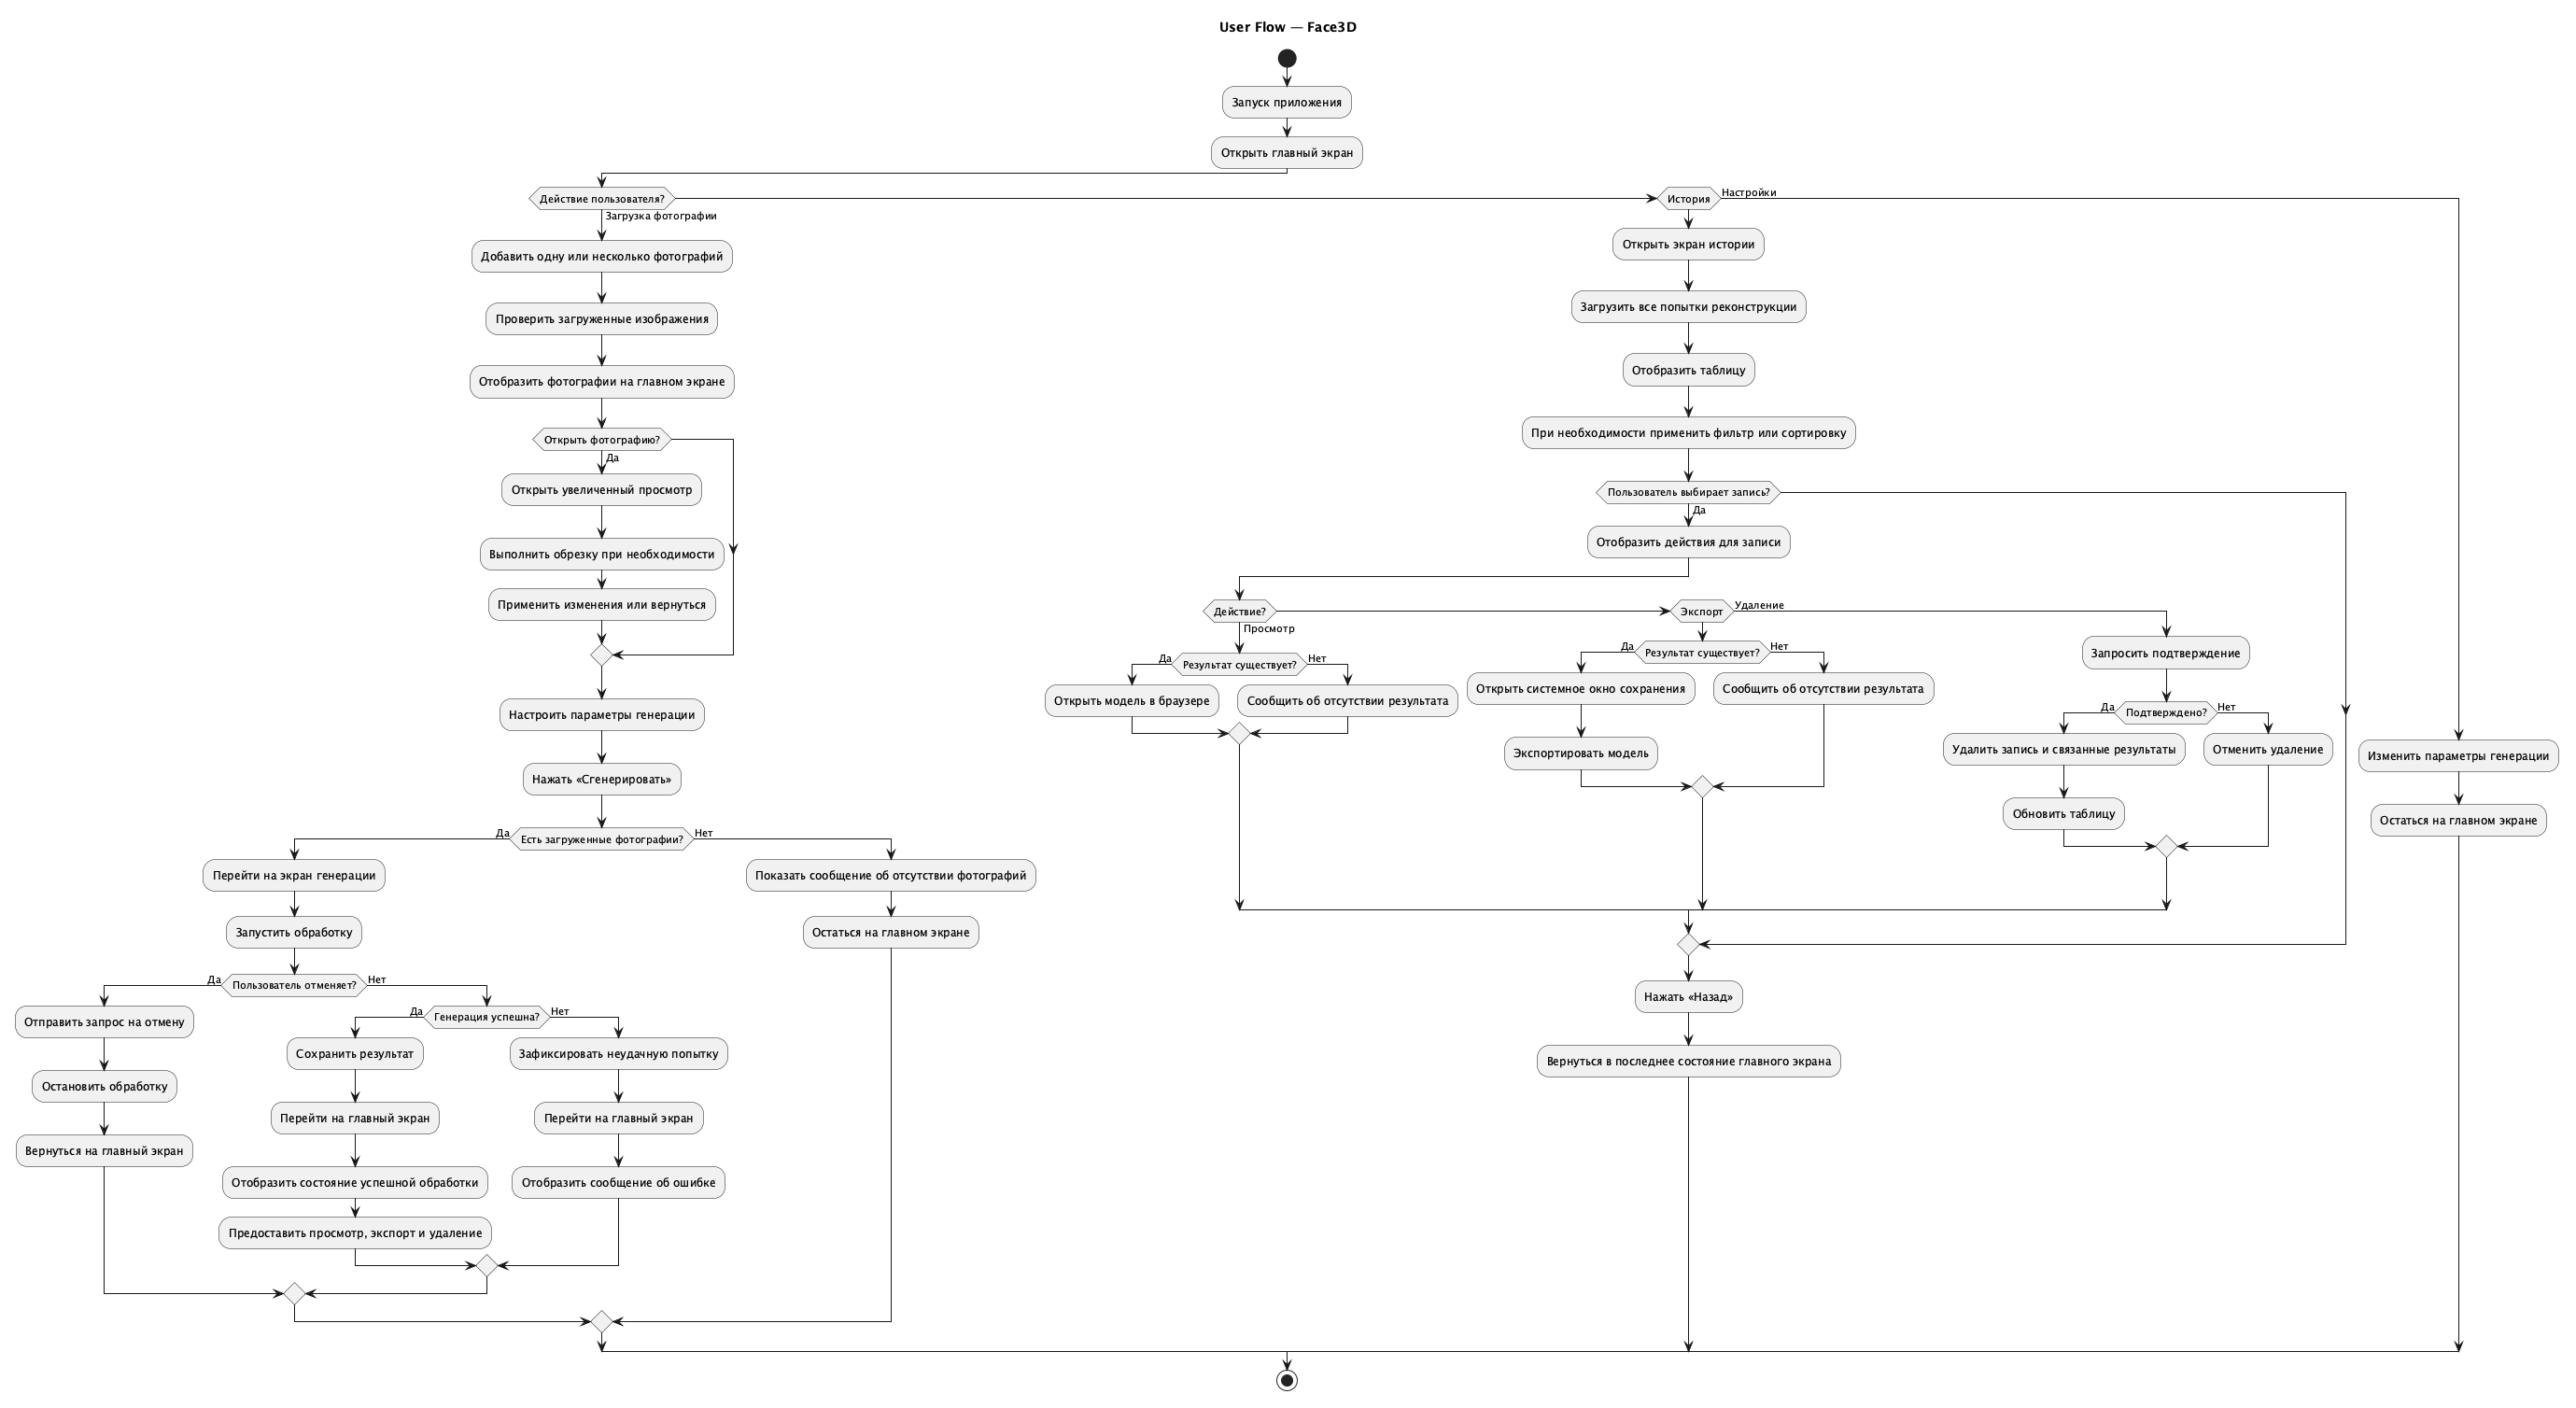 User Flow — Face3D
Запуск приложения
Открыть главный экран
Действие пользователя?
Загрузка фотографии
Добавить одну или несколько фотографий
Проверить загруженные изображения
Отобразить фотографии на главном экране
Открыть фотографию?
Да
Открыть увеличенный просмотр
Выполнить обрезку при необходимости
Применить изменения или вернуться
Настроить параметры генерации
Нажать «Сгенерировать»
Есть загруженные фотографии?
Да
Нет
Перейти на экран генерации
Запустить обработку
Пользователь отменяет?
Да
Нет
Отправить запрос на отмену
Остановить обработку
Вернуться на главный экран
Генерация успешна?
Да
Нет
Сохранить результат
Перейти на главный экран
Отобразить состояние успешной обработки
Предоставить просмотр, экспорт и удаление
Зафиксировать неудачную попытку
Перейти на главный экран
Отобразить сообщение об ошибке
Показать сообщение об отсутствии фотографий
Остаться на главном экране
История
Открыть экран истории
Загрузить все попытки реконструкции
Отобразить таблицу
При необходимости применить фильтр или сортировку
Пользователь выбирает запись?
Да
Отобразить действия для записи
Действие?
Просмотр
Результат существует?
Да
Нет
Открыть модель в браузере
Сообщить об отсутствии результата
Экспорт
Результат существует?
Да
Нет
Открыть системное окно сохранения
Экспортировать модель
Сообщить об отсутствии результата
Удаление
Запросить подтверждение
Подтверждено?
Да
Нет
Удалить запись и связанные результаты
Обновить таблицу
Отменить удаление
Нажать «Назад»
Вернуться в последнее состояние главного экрана
Настройки
Изменить параметры генерации
Остаться на главном экране